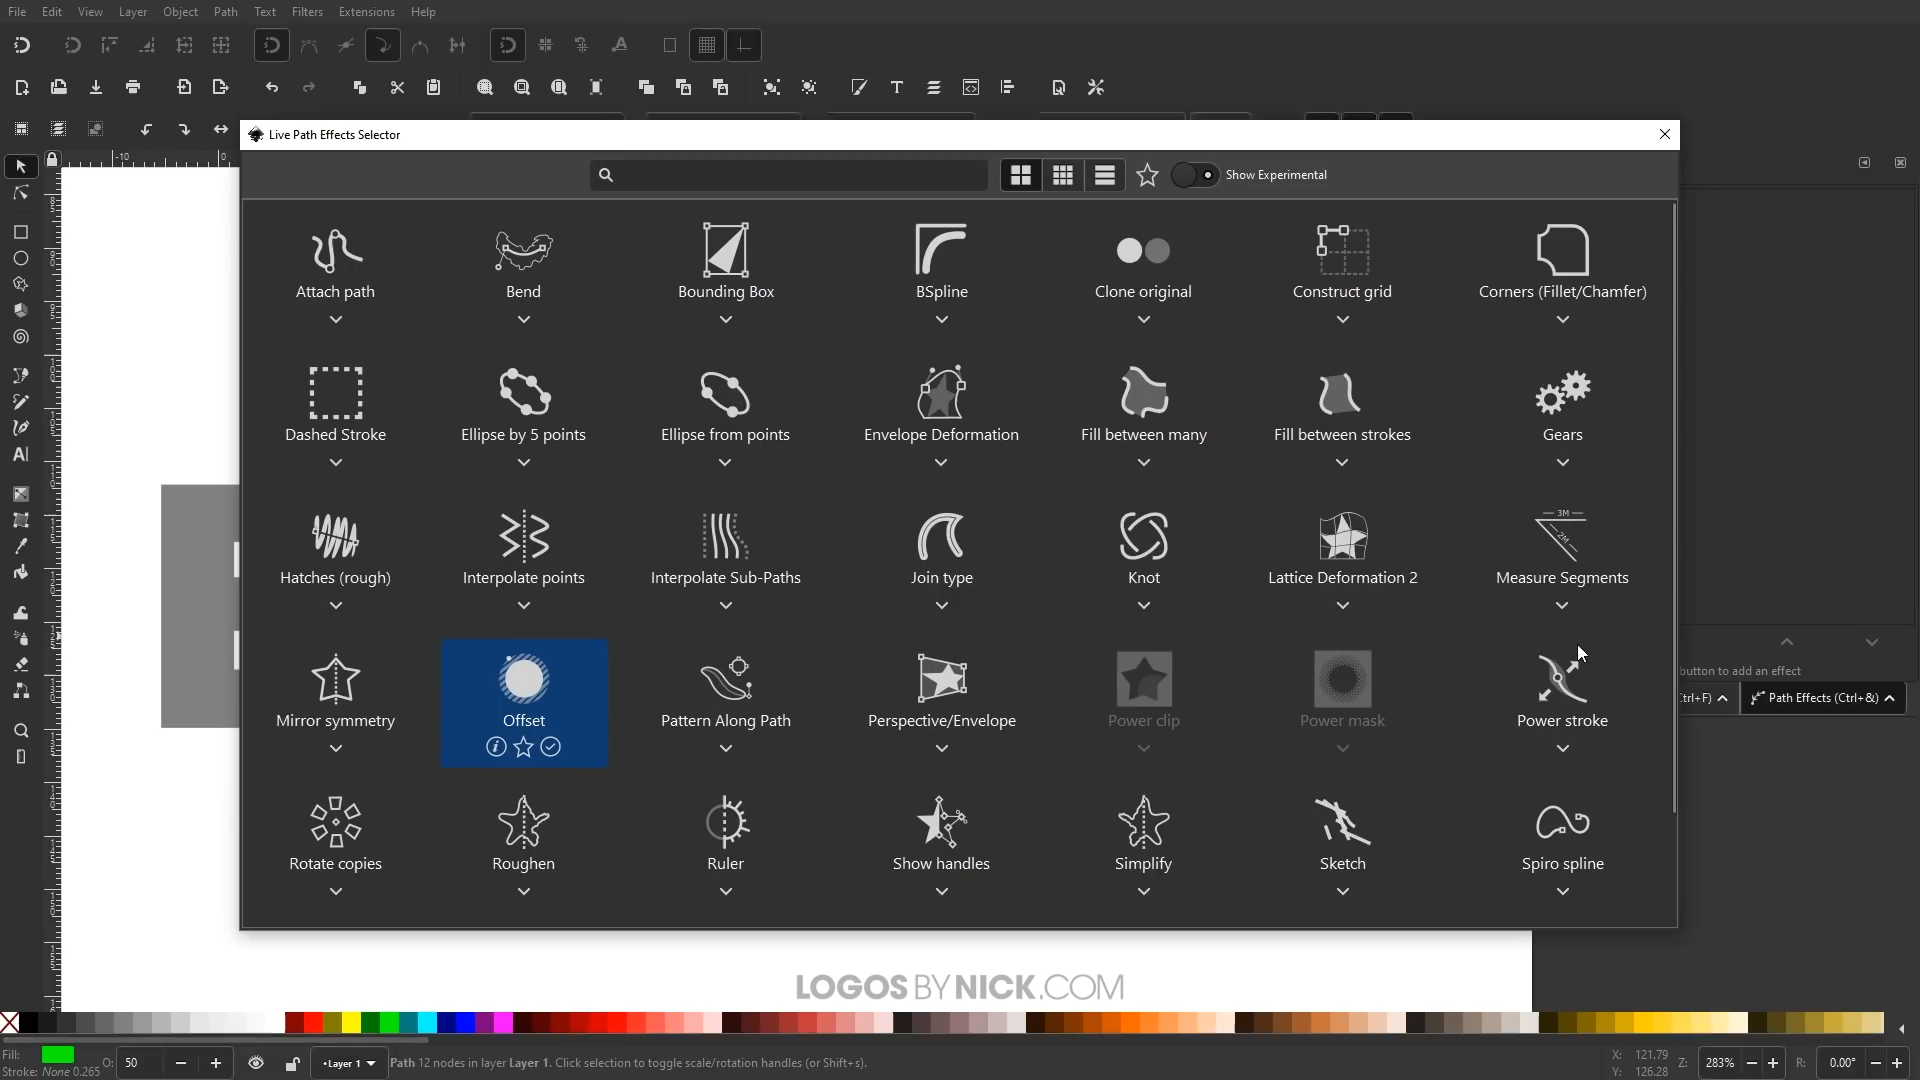 File Edit View Layer Object Path Text Filters Extensions Help
Live Path Effects Selector
-10 0
Show Experimental
Attach path Bend Bounding Box BSpline Clone original Construct grid Corners (Fillet/Chamfer)
Dashed Stroke Ellipse by 5 points Ellipse from points Envelope Deformation Fill between many Fill between strokes Gears
3M
2M
Hatches (rough) Interpolate points Interpolate Sub-Paths Join type Knot Lattice Deformation 2 Measure Segments
button to add an effect
Ctrl+F) Path Effects (Ctrl+&)
Mirror symmetry Offset Pattern Along Path Perspective/Envelope Power clip Power mask Power stroke
Rotate copies Roughen Ruler Show handles Simplify Sketch Spiro spline
LOGOS BY NICK.COM
Fill: O: 50 •Layer 1 Path 12 nodes in layer Layer 1. Click selection to toggle scale/rotation handles (or Shift+s). X: 121.79 Z: 283% R: 0.00°
Stroke: None 0.265 Y: 126.28